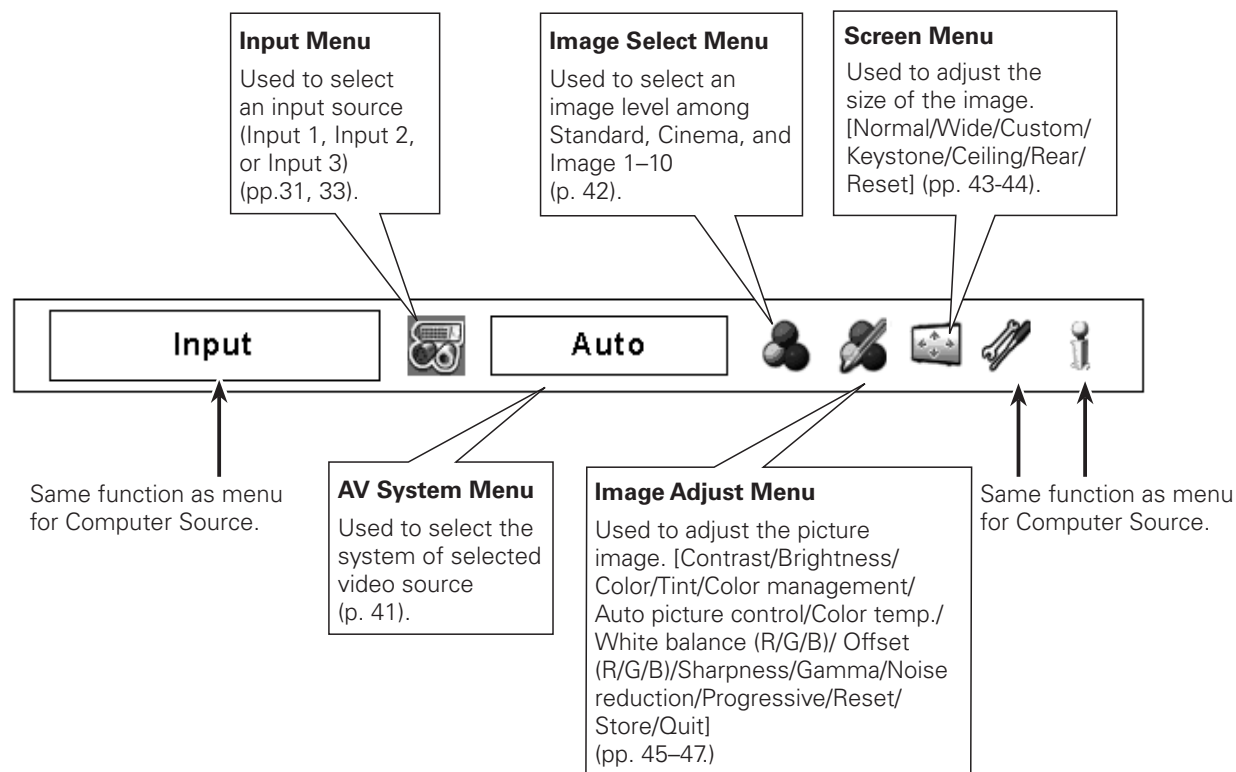 Input Menu
Used to select
an input source
(Input 1, Input 2,
or Input 3)
(pp.31, 33).
Image Select Menu
Used to select an
image level among
Standard, Cinema, and
Image 1–10
(p. 42).
Screen Menu
Used to adjust the
size of the image.
[Normal/Wide/Custom/
Keystone/Ceiling/Rear/
Reset] (pp. 43-44).
Input
Auto
Same function as menu
for Computer Source.
AV System Menu
Used to select the
system of selected
video source
(p. 41).
Image Adjust Menu
Used to adjust the picture
image. [Contrast/Brightness/
Color/Tint/Color management/
Auto picture control/Color temp./
White balance (R/G/B)/ Offset
(R/G/B)/Sharpness/Gamma/Noise
reduction/Progressive/Reset/
Store/Quit]
(pp. 45–47.)
Same function as menu
for Computer Source.